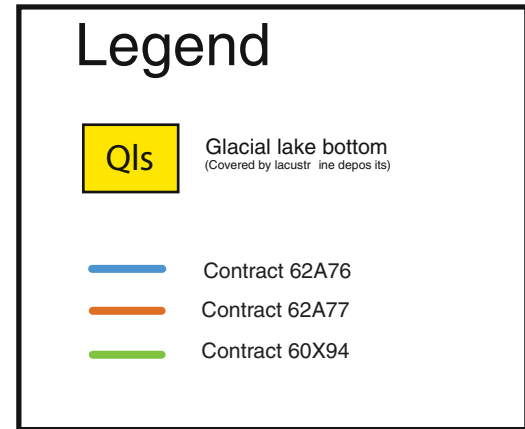 Legend
Qls
Glacial lake bottom
(Covered by lacustr ine depos its)
Contract 62A76
Contract 62A77
Contract 60X94